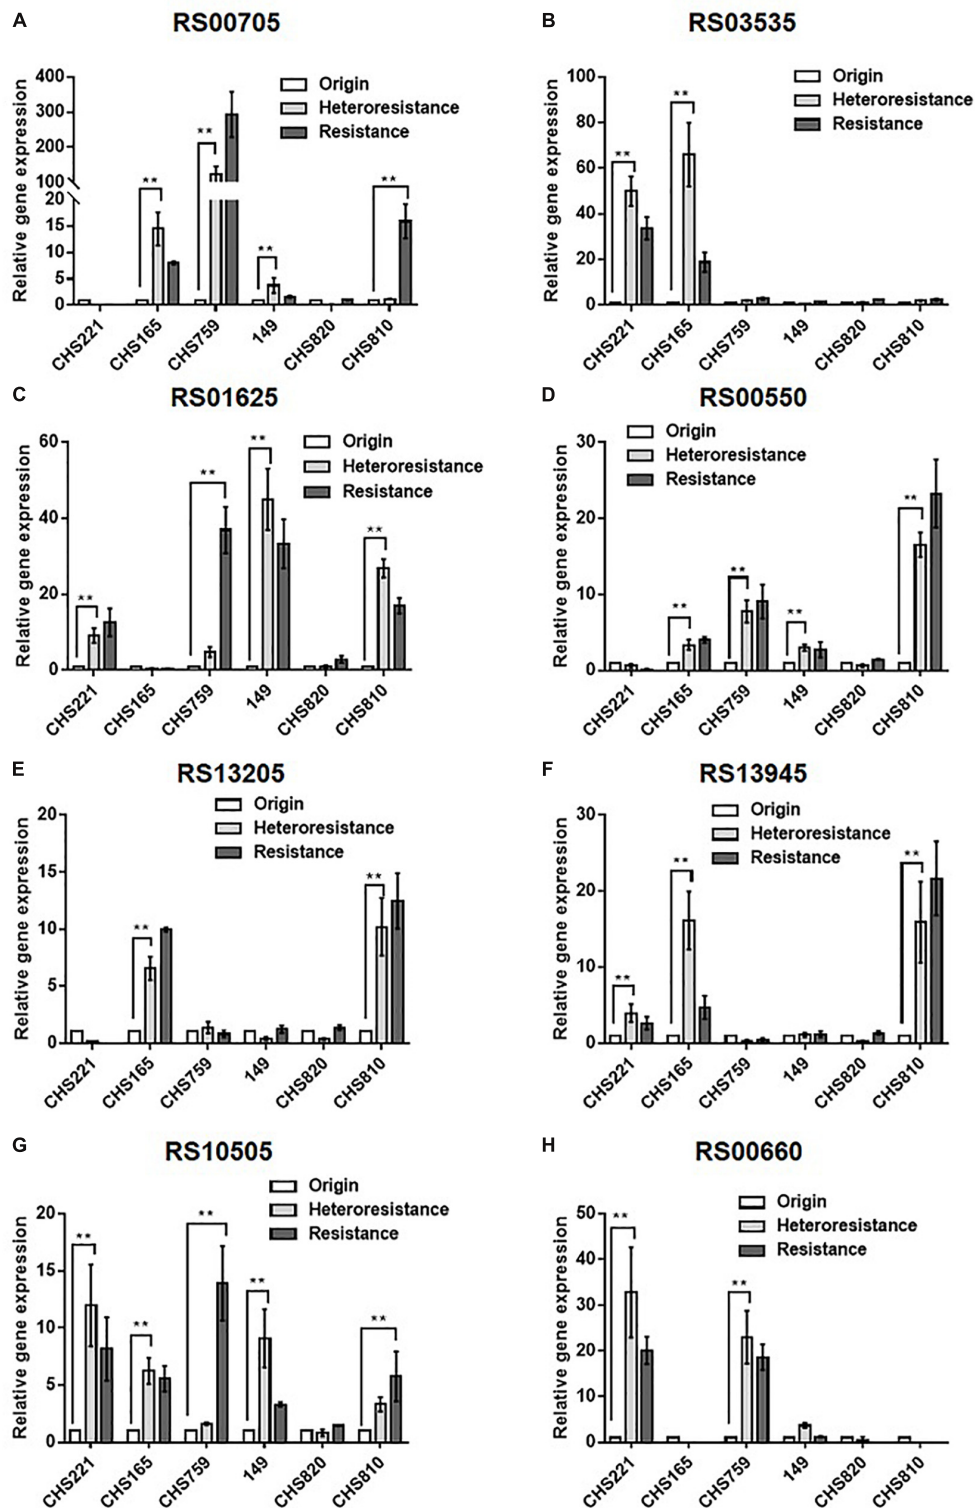 A
RS00705
Relative gene expression
400
300
200
100
20
15
10
5
0
Origin
Heteroresistance
Resistance
**
**
**
**
CHS221
CHS165
CHS759
149
CHS820
CHS810
B
RS03535
Relative gene expression
100
80
60
40
20
0
Origin
Heteroresistance
Resistance
**
**
CHS221
CHS165
CHS759
149
CHS820
CHS810
C
RS01625
Relative gene expression
60
40
20
0
Origin
Heteroresistance
Resistance
**
**
**
**
CHS221
CHS165
CHS759
149
CHS820
CHS810
D
RS00550
Relative gene expression
30
20
10
0
Origin
Heteroresistance
Resistance
**
**
**
**
CHS221
CHS165
CHS759
149
CHS820
CHS810
E
RS13205
Relative gene expression
20
15
10
5
0
Origin
Heteroresistance
Resistance
**
**
CHS221
CHS165
CHS759
149
CHS820
CHS810
F
RS13945
Relative gene expression
30
20
10
0
Origin
Heteroresistance
Resistance
**
**
**
CHS221
CHS165
CHS759
149
CHS820
CHS810
G
RS10505
Relative gene expression
20
15
10
5
0
Origin
Heteroresistance
Resistance
**
**
**
**
**
CHS221
CHS165
CHS759
149
CHS820
CHS810
H
RS00660
Relative gene expression
50
40
30
20
10
0
Origin
Heteroresistance
Resistance
**
**
CHS221
CHS165
CHS759
149
CHS820
CHS810